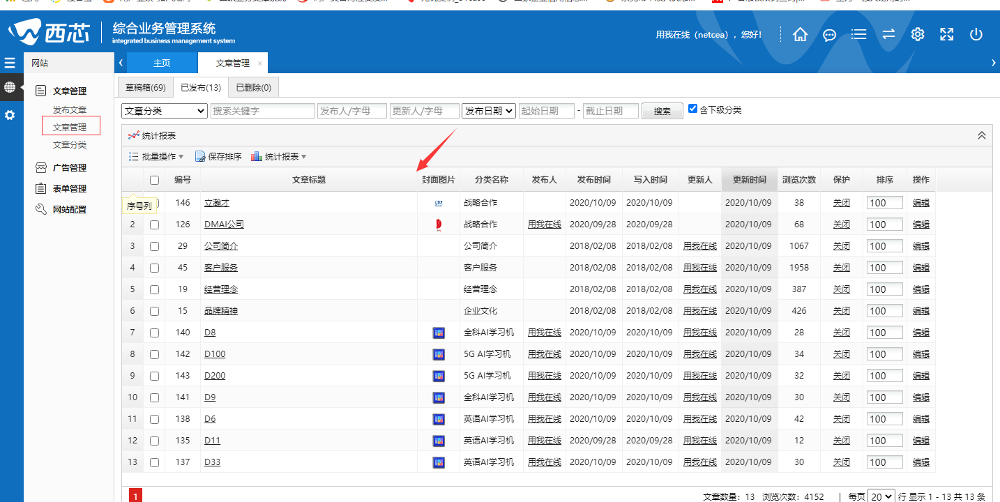 西芯 综合业务管理系统
integrated business management system
用我在线（netcea），您好！
网站
主页 文章管理 ×
文章管理
发布文章
文章管理
文章分类
广告管理
表单管理
网站配置
草稿箱(69) 已发布(13) 已删除(0)
文章分类 搜索关键字 发布人/字母 更新人/字母 发布日期 起始日期 - 截止日期 搜索 含下级分类
统计报表
批量操作 保存排序 统计报表
编号 文章标题 封面图片 分类名称 发布人 发布时间 写入时间 更新人 更新时间 浏览次数 保护 排序 操作
序号列
146 立瀚才 战略合作 2020/10/09 2020/10/09 2020/10/09 38 关闭 100 编辑
2 126 DMAI公司 战略合作 用我在线 2020/09/28 2020/09/28 2020/10/09 68 关闭 100 编辑
3 29 公司简介 公司简介 2018/02/08 2018/02/08 用我在线 2020/10/09 1067 关闭 100 编辑
4 45 客户服务 客户服务 2018/02/08 2018/02/08 用我在线 2020/10/09 1958 关闭 100 编辑
5 19 经营理念 经营理念 2018/02/08 2018/02/08 用我在线 2020/10/09 387 关闭 100 编辑
6 15 品牌精神 企业文化 2018/02/08 2018/02/08 用我在线 2020/10/09 426 关闭 100 编辑
7 140 D8 全科AI学习机 用我在线 2020/10/09 2020/10/09 用我在线 2020/10/09 28 关闭 100 编辑
8 142 D100 5G AI学习机 用我在线 2020/10/09 2020/10/09 用我在线 2020/10/09 34 关闭 100 编辑
9 143 D200 5G AI学习机 用我在线 2020/10/09 2020/10/09 用我在线 2020/10/09 32 关闭 100 编辑
10 141 D9 全科AI学习机 用我在线 2020/10/09 2020/10/09 用我在线 2020/10/09 30 关闭 100 编辑
11 138 D6 英语AI学习机 用我在线 2020/10/09 2020/10/09 用我在线 2020/10/09 42 关闭 100 编辑
12 135 D11 英语AI学习机 用我在线 2020/09/28 2020/09/28 用我在线 2020/10/09 12 关闭 100 编辑
13 137 D33 英语AI学习机 用我在线 2020/10/09 2020/10/09 用我在线 2020/10/09 30 关闭 100 编辑
1 文章数量：13 浏览次数：4152 | 每页 20 行 显示 1 - 13 共 13 条